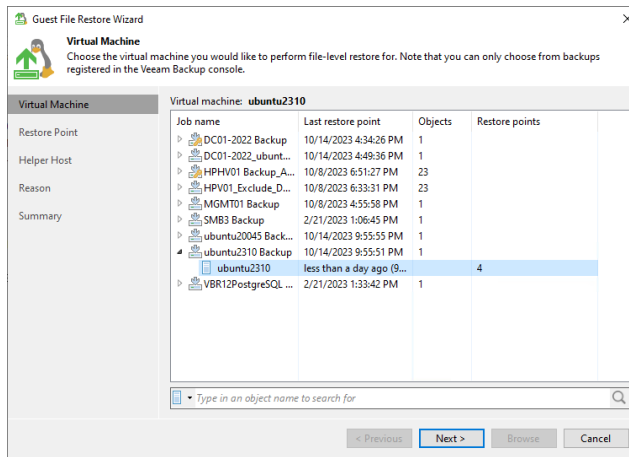 Guest File Restore Wizard
Virtual Machine
Choose the virtual machine you would like to perform file-level restore for. Note that you can only choose from backups
registered in the Veeam Backup console.
Virtual Machine
Restore Point
Helper Host
Reason
Summary
Virtual machine: ubuntu2310
Job name Last restore point Objects Restore points
DC01-2022 Backup 10/14/2023 4:34:26 PM 1
DC01-2022_ubunt... 10/14/2023 4:49:36 PM 1
HPHV01 Backup_A... 10/8/2023 6:51:27 PM 23
HPV01_Exclude_D... 10/8/2023 6:33:31 PM 23
MGMT01 Backup 10/8/2023 4:55:58 PM 1
SMB3 Backup 2/21/2023 1:06:45 PM 1
ubuntu20045 Back... 10/14/2023 9:55:55 PM 1
ubuntu2310 Backup 10/14/2023 9:55:51 PM 1
ubuntu2310 less than a day ago (9... 4
VBR12PostgreSQL ... 2/21/2023 1:33:42 PM 1
Type in an object name to search for
< Previous Next > Browse Cancel